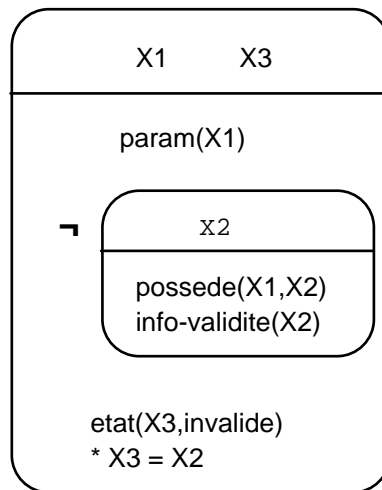 X1 X3
param(X1)
¬ X2
possede(X1,X2)
info-validite(X2)
etat(X3,invalide)
* X3 = X2